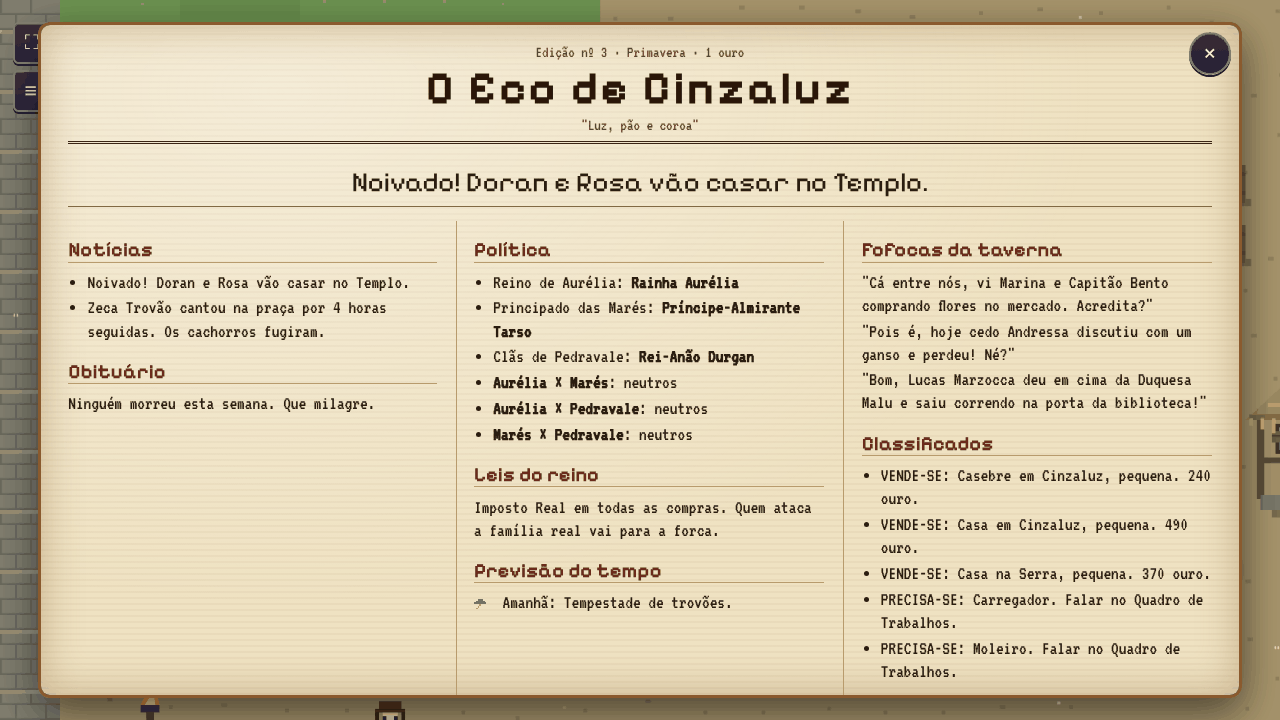 Edição nº 3 · Primavera · 1 ouro
O Eco de Cinzaluz
"Luz, pão e coroa"
Noivado! Doran e Rosa vão casar no Templo.
Notícias
• Noivado! Doran e Rosa vão casar no Templo.
• Zeca Trovão cantou na praça por 4 horas
seguidas. Os cachorros fugiram.
Obituário
Ninguém morreu esta semana. Que milagre.
Política
• Reino de Aurélia: Rainha Aurélia
• Principado das Marés: Príncipe-Almirante
Tarso
• Clãs de Pedravale: Rei-Anão Durgan
• Aurélia X Marés: neutros
• Aurélia X Pedravale: neutros
• Marés X Pedravale: neutros
Leis do reino
Imposto Real em todas as compras. Quem ataca
a família real vai para a forca.
Previsão do tempo
Amanhã: Tempestade de trovões.
Fofocas da taverna
"Cá entre nós, vi Marina e Capitão Bento
comprando flores no mercado. Acredita?"
"Pois é, hoje cedo Andressa discutiu com um
ganso e perdeu! Né?"
"Bom, Lucas Marzocca deu em cima da Duquesa
Malu e saiu correndo na porta da biblioteca!"
Classificados
• VENDE-SE: Casebre em Cinzaluz, pequena. 240
ouro.
• VENDE-SE: Casa em Cinzaluz, pequena. 490
ouro.
• VENDE-SE: Casa na Serra, pequena. 370 ouro.
• PRECISA-SE: Carregador. Falar no Quadro de
Trabalhos.
• PRECISA-SE: Moleiro. Falar no Quadro de
Trabalhos.